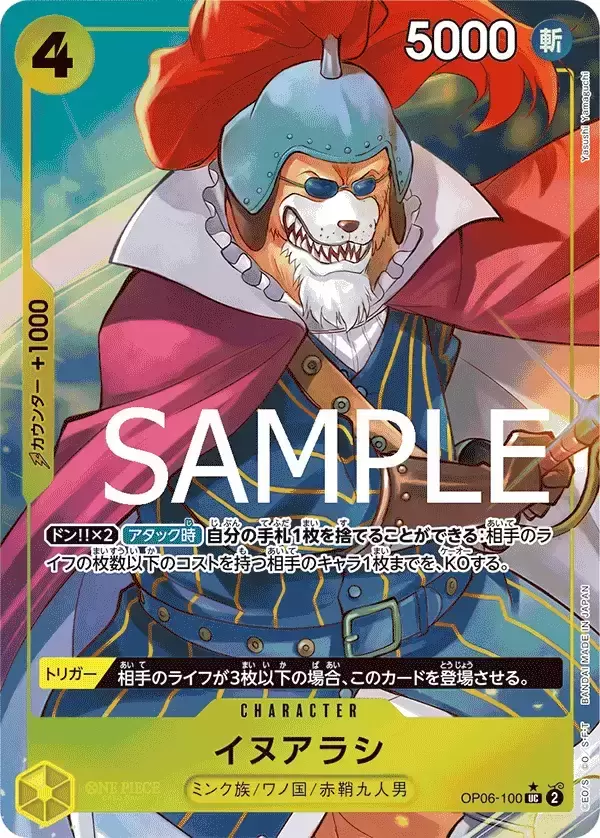 4
5000
斬
Yasushi Yamaguchi
カウンター +1000
SAMPLE
ドン!!×2 アタック時 自分の手札1枚を捨てることができる:相手のラ
イフの枚数以下のコストを持つ相手のキャラ1枚までを、KOする。
トリガー 相手のライフが3枚以下の場合、このカードを登場させる。
CHARACTER
イヌアラシ
ONE PIECE
ミンク族/ワノ国/赤鞘九人男
OP06-100 UC 2
©E.O/S. ©O. S・F・T BANDAI MADE IN JAPAN